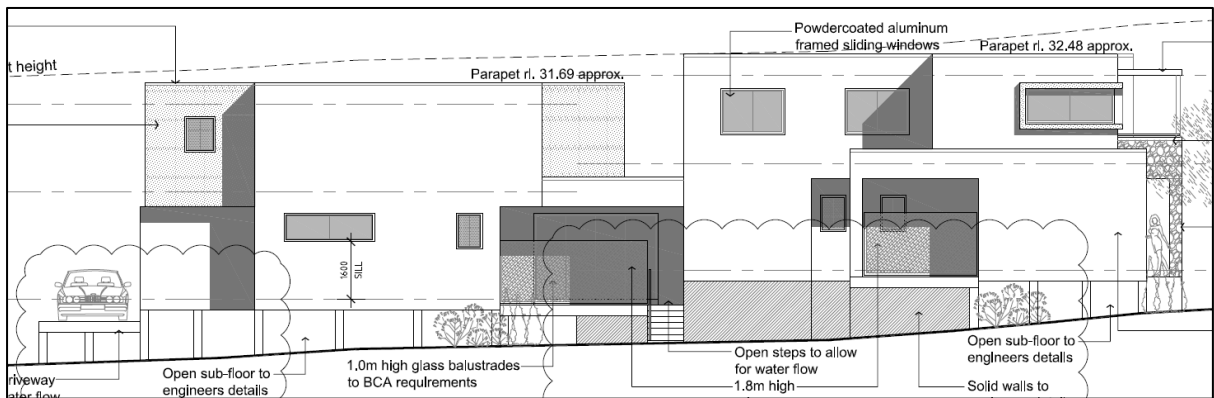 Powdercoated aluminum
framed sliding windows
Parapet rl. 32.48 approx.
t height
Parapet rl. 31.69 approx.
1600
SILL
Open sub-floor to
engineers details
1.0m high glass balustrades
to BCA requirements
Open steps to allow
for water flow
1.8m high
Open sub-floor to
engineers details
Solid walls to
riveway
ater flow